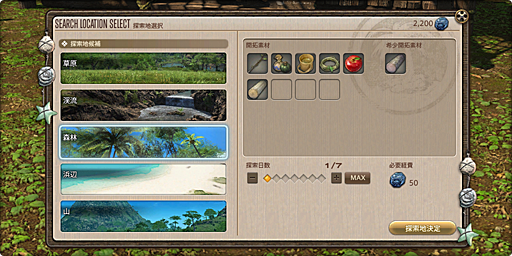 SEARCH LOCATION SELECT 探索地選択
2,200
探索地候補
草原
渓流
森林
浜辺
山
開拓素材
希少開拓素材
探索日数
1/7
MAX
必要経費
50
探索地決定